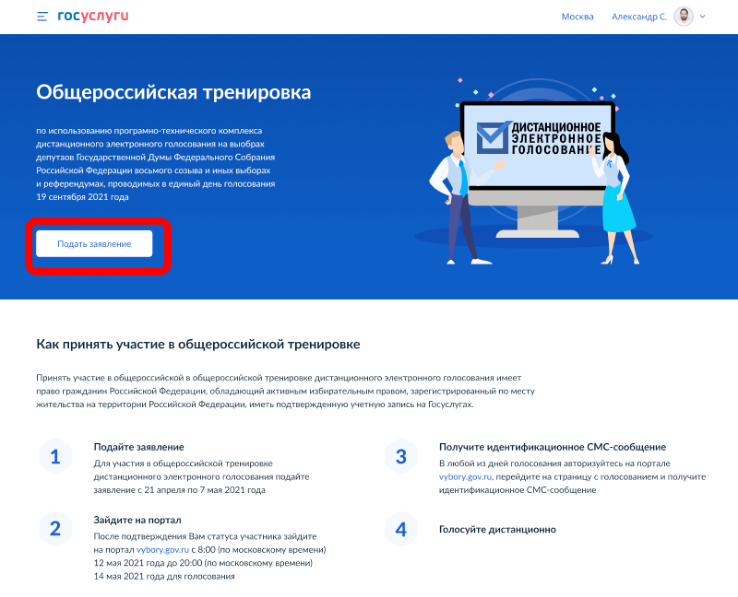 госуслуги
Москва Александр С.
Общероссийская тренировка
по использованию програмно-технического комплекса
дистанционного электронного голосования на выобрах
депутаов Государственной Думы Федерального Собрания
Российской Федерации восьмого созыва и иных выборах
и референдумах, проводимых в единый день голосования
19 сентября 2021 года
Подать заявление
ДИСТАНЦИОННОЕ
ЭЛЕКТРОННОЕ
ГОЛОСОВАНИЕ
Как принять участие в общероссийской тренировке
Принять участие в общероссийской в общероссийской тренировке дистанционного электронного голосования имеет
право гражданин Российской Федерации, обладающий активным избирательным правом, зарегистрированный по месту
жительства на территории Российской Федерации, иметь подтвержденную учетную запись на Госуслугах.
1
Подайте заявление
Для участия в общероссийской тренировке
дистанционного электронного голосования подайте
заявление с 21 апреля по 7 мая 2021 года
2
Зайдите на портал
После подтверждения Вам статуса участника зайдите
на портал vybory.gov.ru с 8:00 (по московскому времени)
12 мая 2021 года до 20:00 (по московскому времени)
14 мая 2021 года для голосования
3
Получите идентификационное СМС-сообщение
В любой из дней голосования авторизуйтесь на портале
vybory.gov.ru, перейдите на страницу с голосованием и получите
идентификационное СМС-сообщение
4
Голосуйте дистанционно